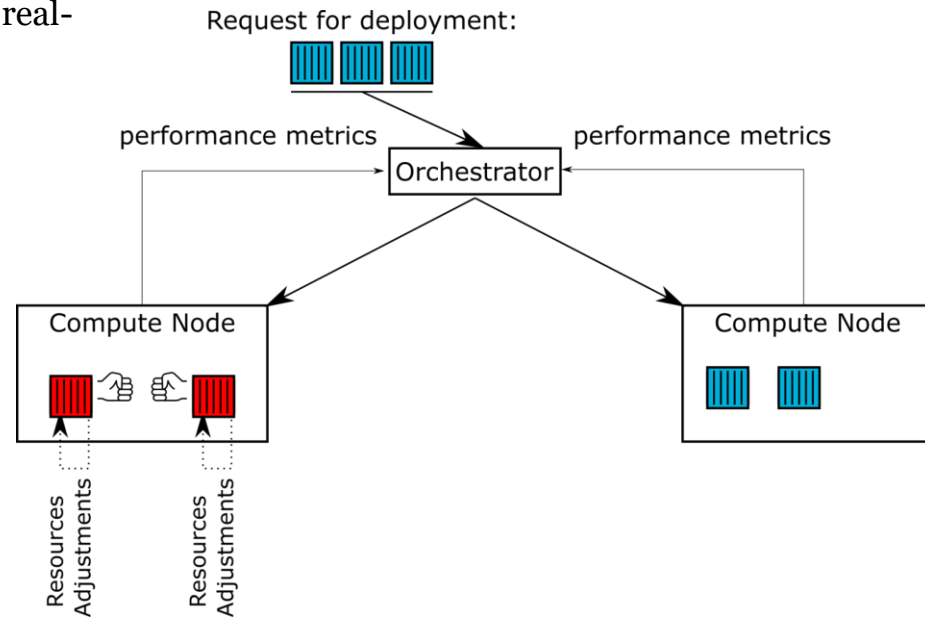 real-
Request for deployment:
performance metrics
performance metrics
Orchestrator
Compute Node
Compute Node
Resources
Adjustments
Resources
Adjustments